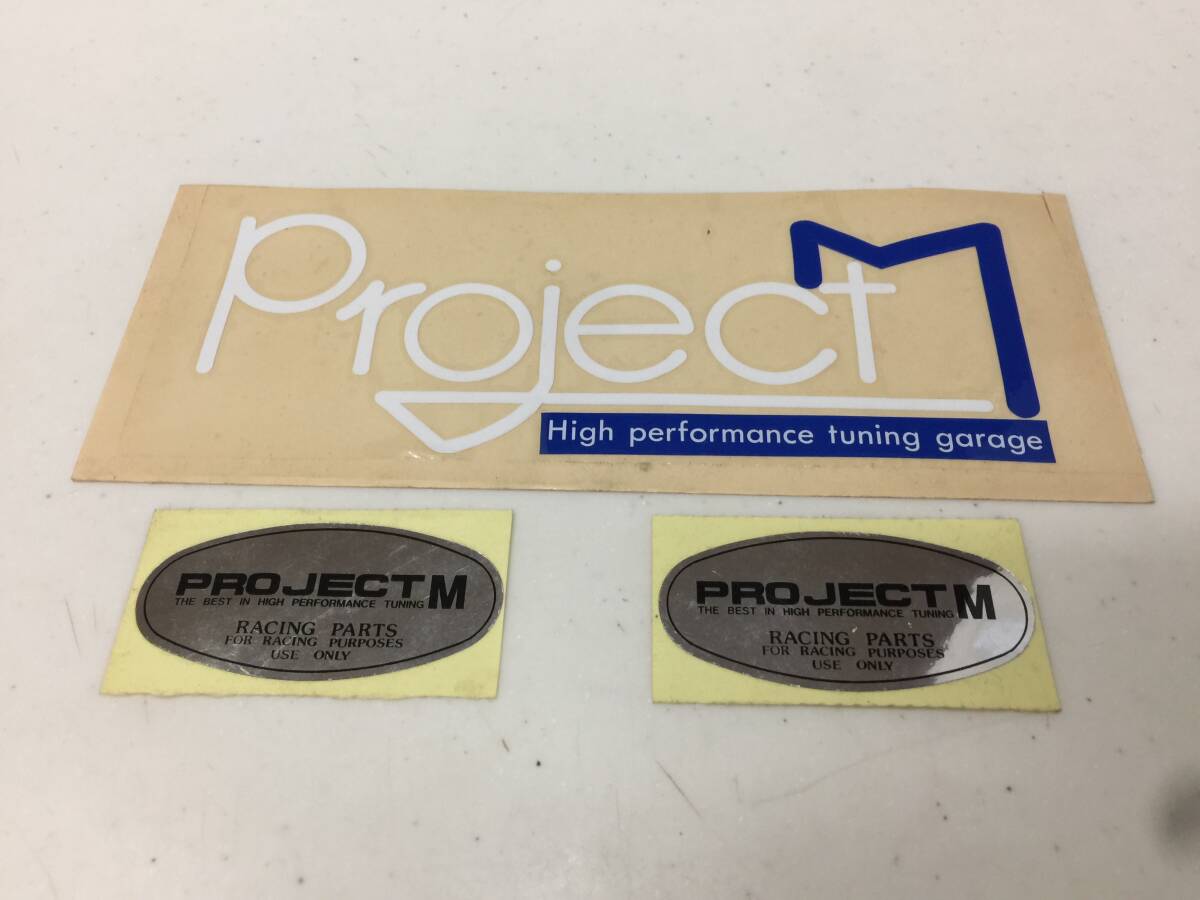 Project M
High performance tuning garage
PROJECT M
THE BEST IN HIGH PERFORMANCE TUNING
RACING PARTS
FOR RACING PURPOSES
USE ONLY
PROJECT M
THE BEST IN HIGH PERFORMANCE TUNING
RACING PARTS
FOR RACING PURPOSES
USE ONLY